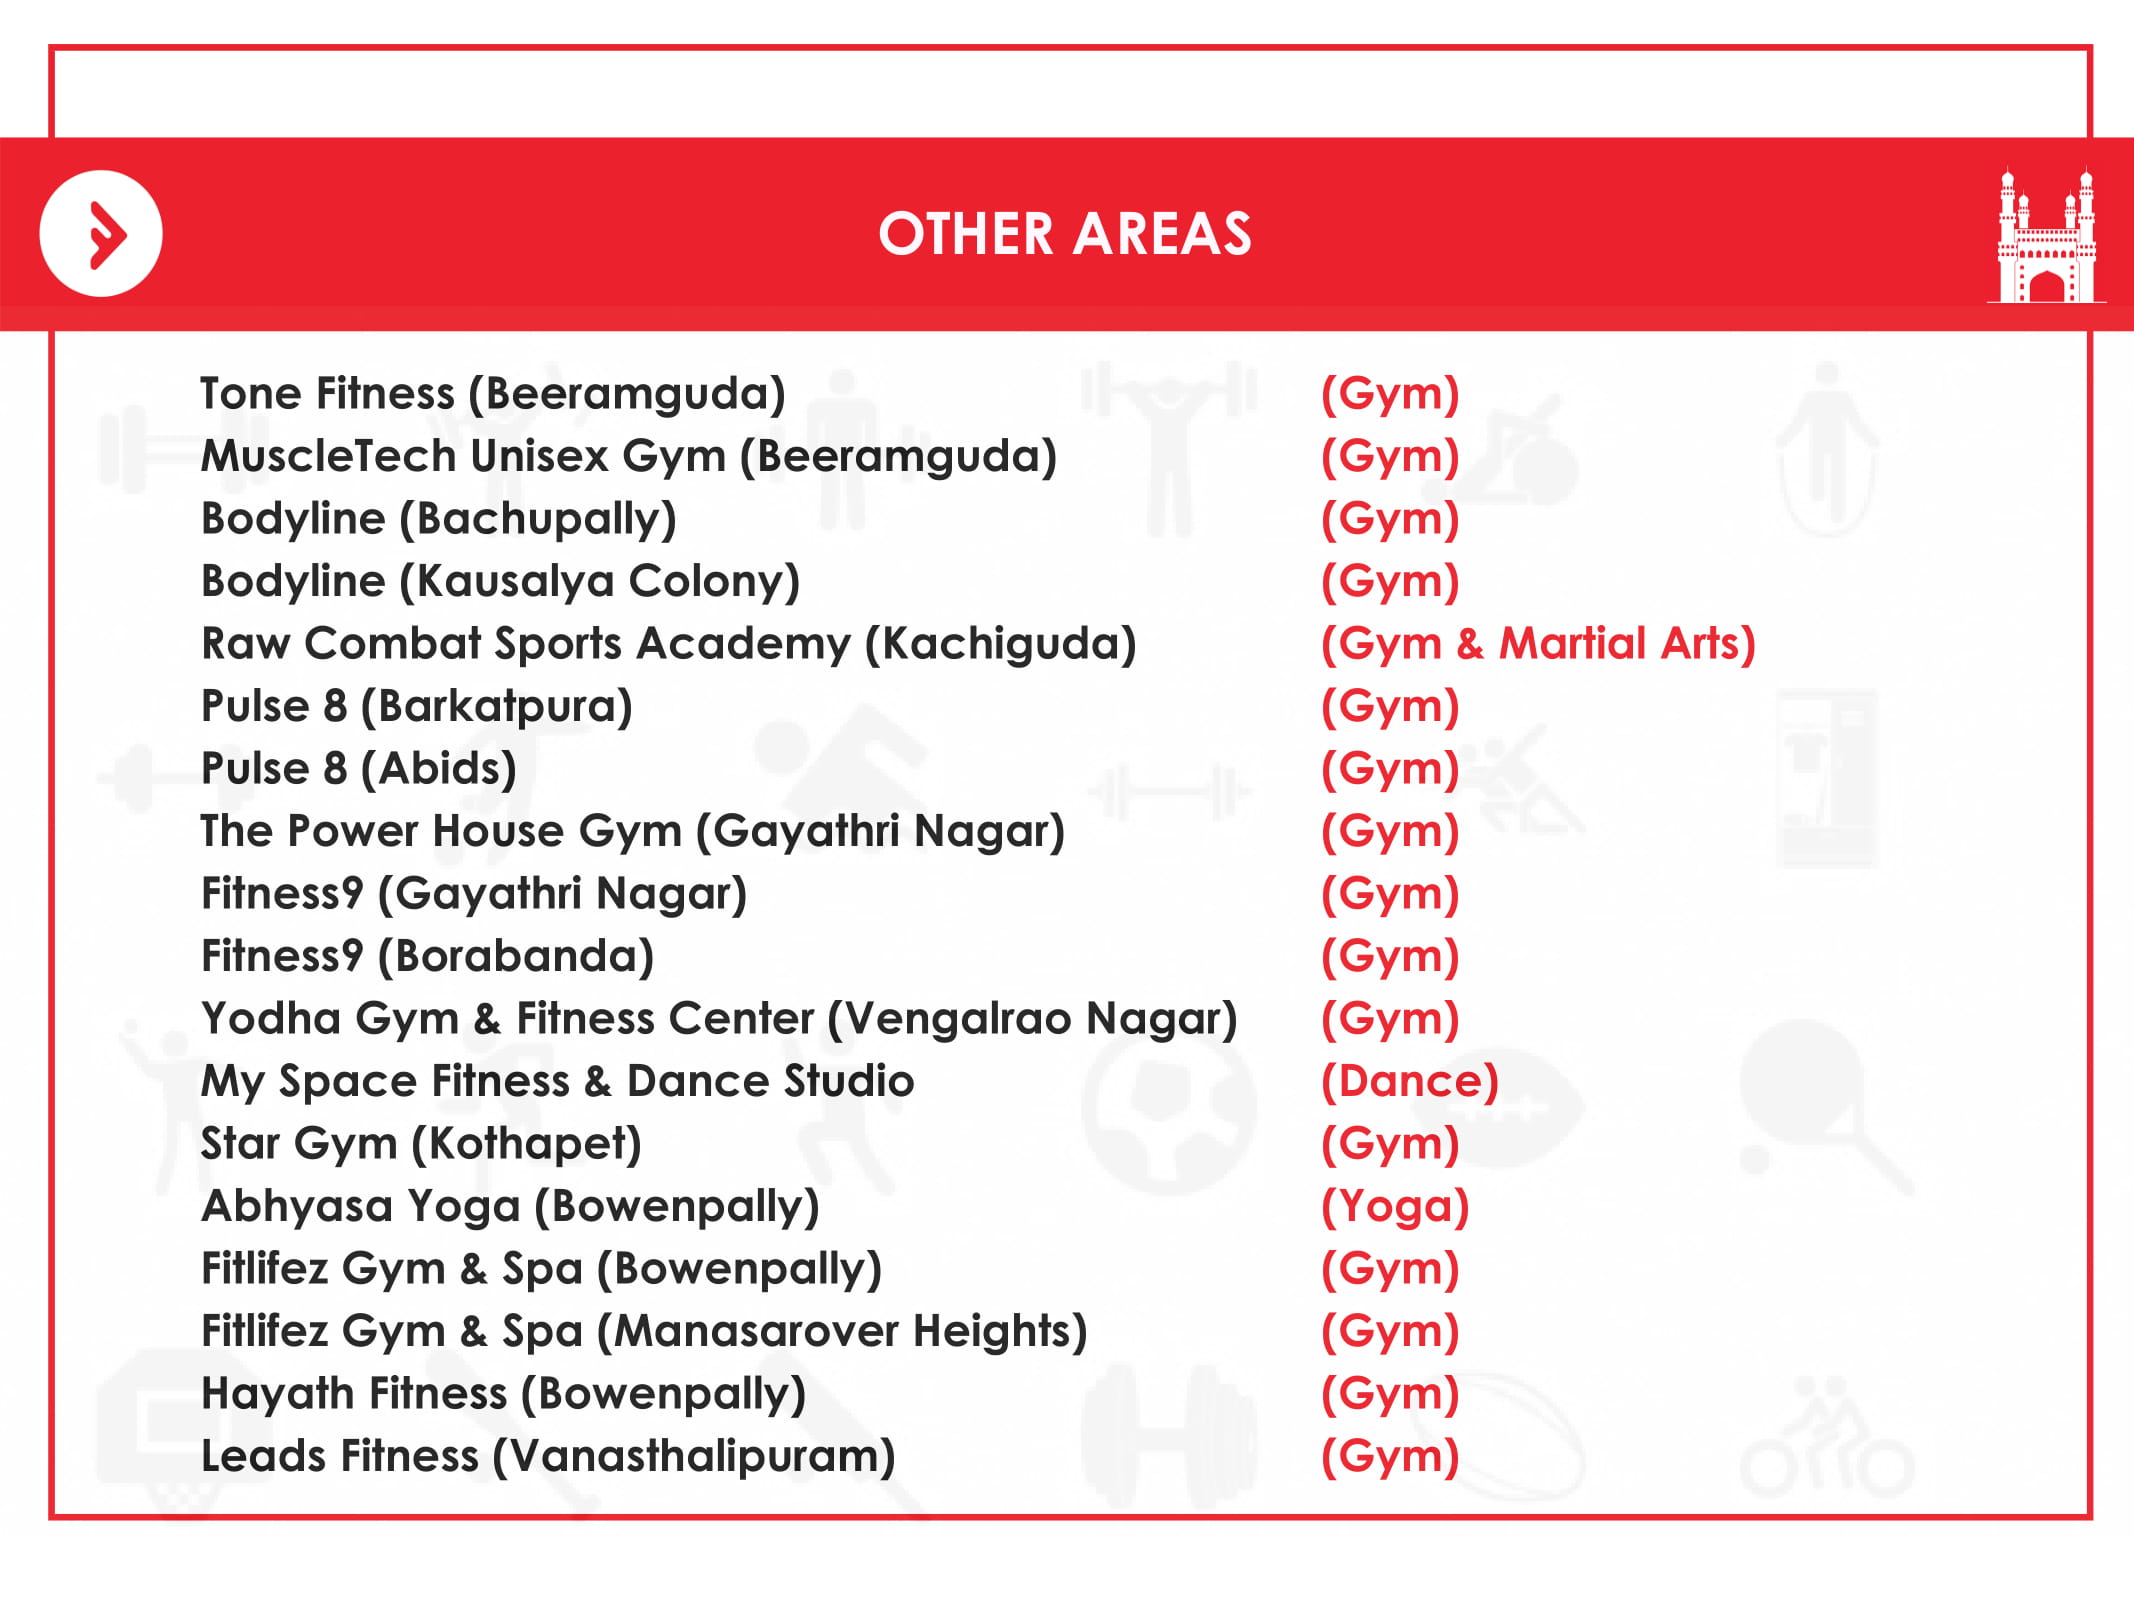 OTHER AREAS
Tone Fitness (Beeramguda) (Gym)
MuscleTech Unisex Gym (Beeramguda) (Gym)
Bodyline (Bachupally) (Gym)
Bodyline (Kausalya Colony) (Gym)
Raw Combat Sports Academy (Kachiguda) (Gym & Martial Arts)
Pulse 8 (Barkatpura) (Gym)
Pulse 8 (Abids) (Gym)
The Power House Gym (Gayathri Nagar) (Gym)
Fitness9 (Gayathri Nagar) (Gym)
Fitness9 (Borabanda) (Gym)
Yodha Gym & Fitness Center (Vengalrao Nagar) (Gym)
My Space Fitness & Dance Studio (Dance)
Star Gym (Kothapet) (Gym)
Abhyasa Yoga (Bowenpally) (Yoga)
Fitlifez Gym & Spa (Bowenpally) (Gym)
Fitlifez Gym & Spa (Manasarover Heights) (Gym)
Hayath Fitness (Bowenpally) (Gym)
Leads Fitness (Vanasthalipuram) (Gym)